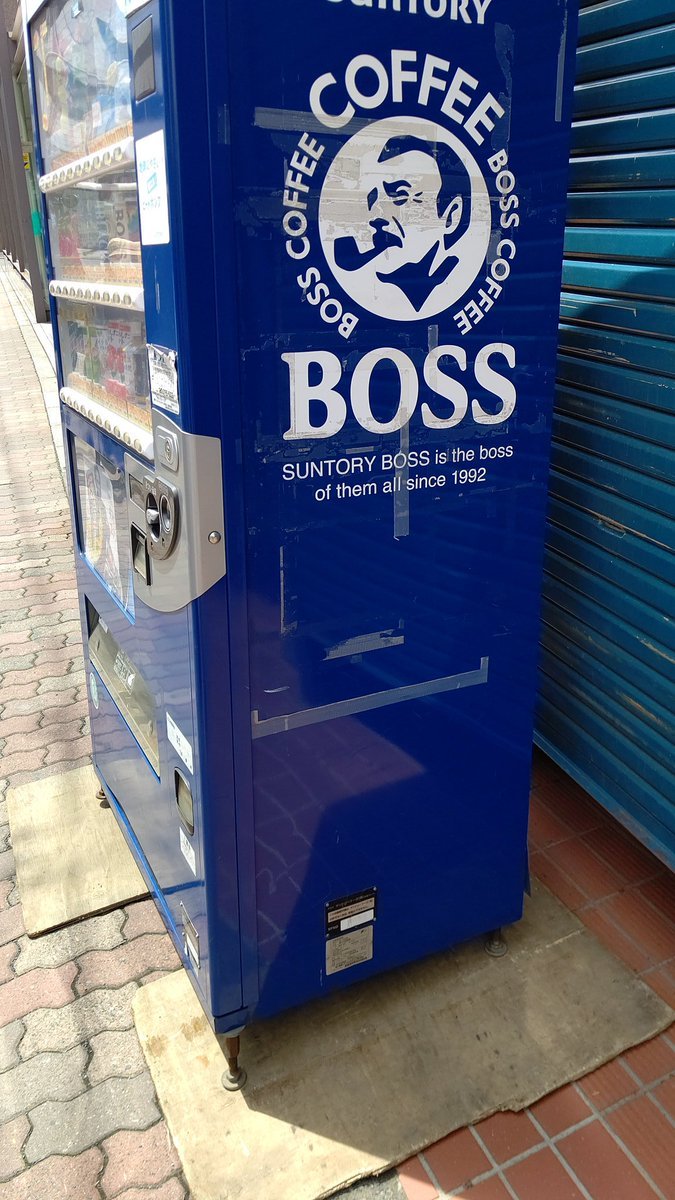 SUNTORY
COFFEE
BOSS COFFEE
BOSS COFFEE
BOSS
SUNTORY BOSS is the boss
of them all since 1992